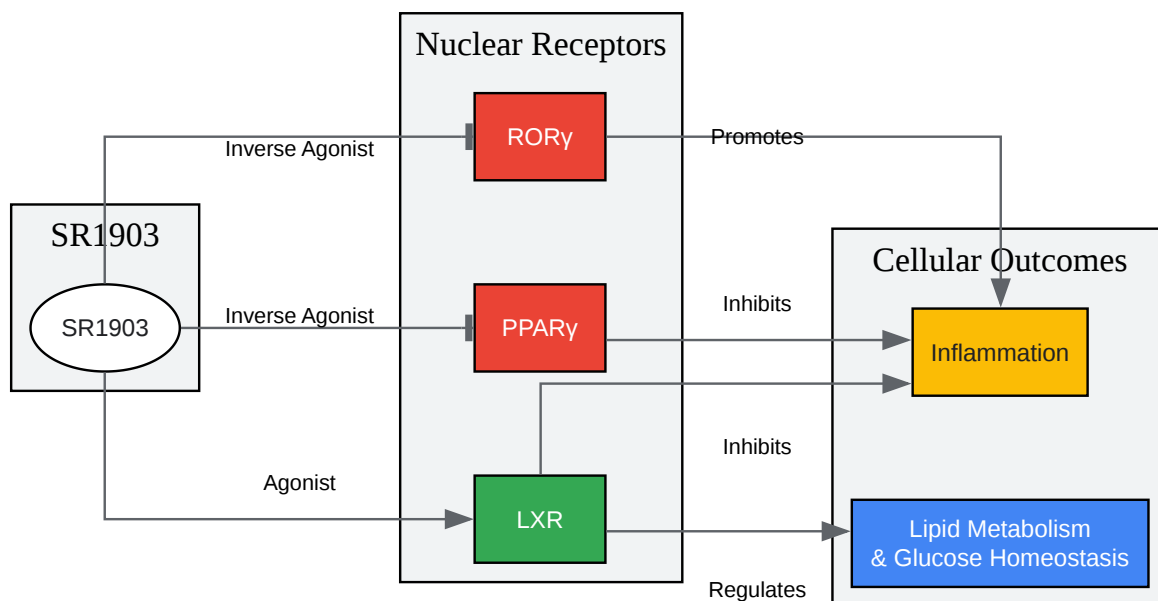 Nuclear Receptors
RORγ
Inverse Agonist
Promotes
SR1903
SR1903
Inverse Agonist
PPARγ
Inhibits
Cellular Outcomes
Inflammation
Inhibits
Agonist
LXR
Lipid Metabolism
& Glucose Homeostasis
Regulates